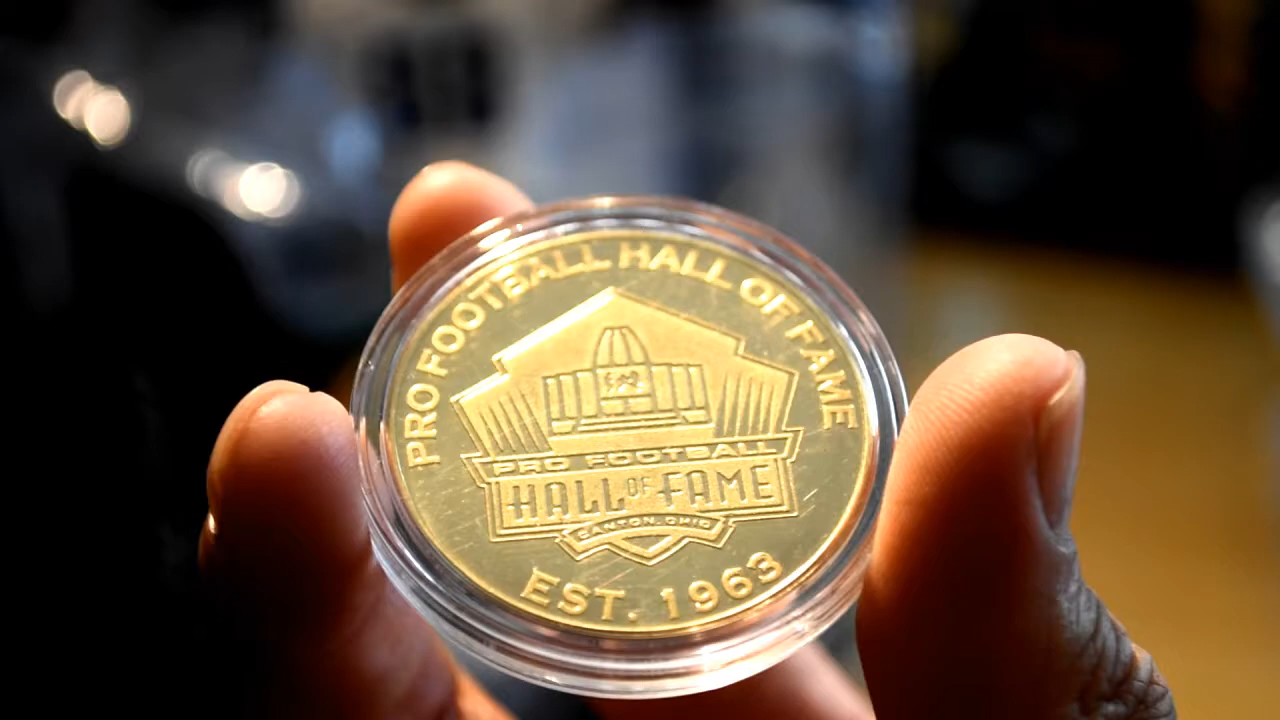 PRO FOOTBALL HALL OF FAME
PRO FOOTBALL
HALL OF FAME
CANTON, OHIO
EST. 1963